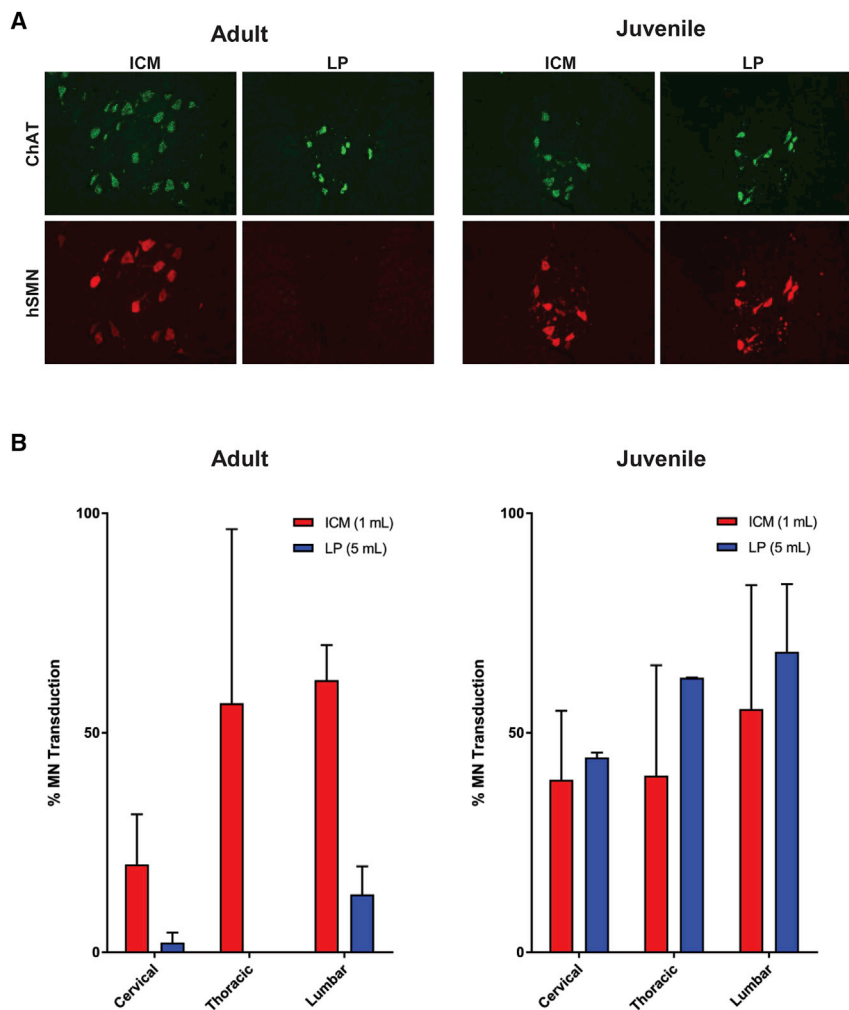 A
Adult
Juvenile
ICM
LP
ICM
LP
ChAT
hSMN
B
Adult
Juvenile
100
50
0
% MN Transduction
ICM (1 mL)
LP (5 mL)
Cervical
Thoracic
Lumbar
100
50
0
% MN Transduction
ICM (1 mL)
LP (5 mL)
Cervical
Thoracic
Lumbar